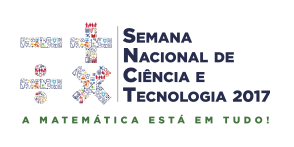 SEMANA
NACIONAL DE
CIÊNCIA E
TECNOLOGIA 2017
A MATEMÁTICA ESTÁ EM TUDO!